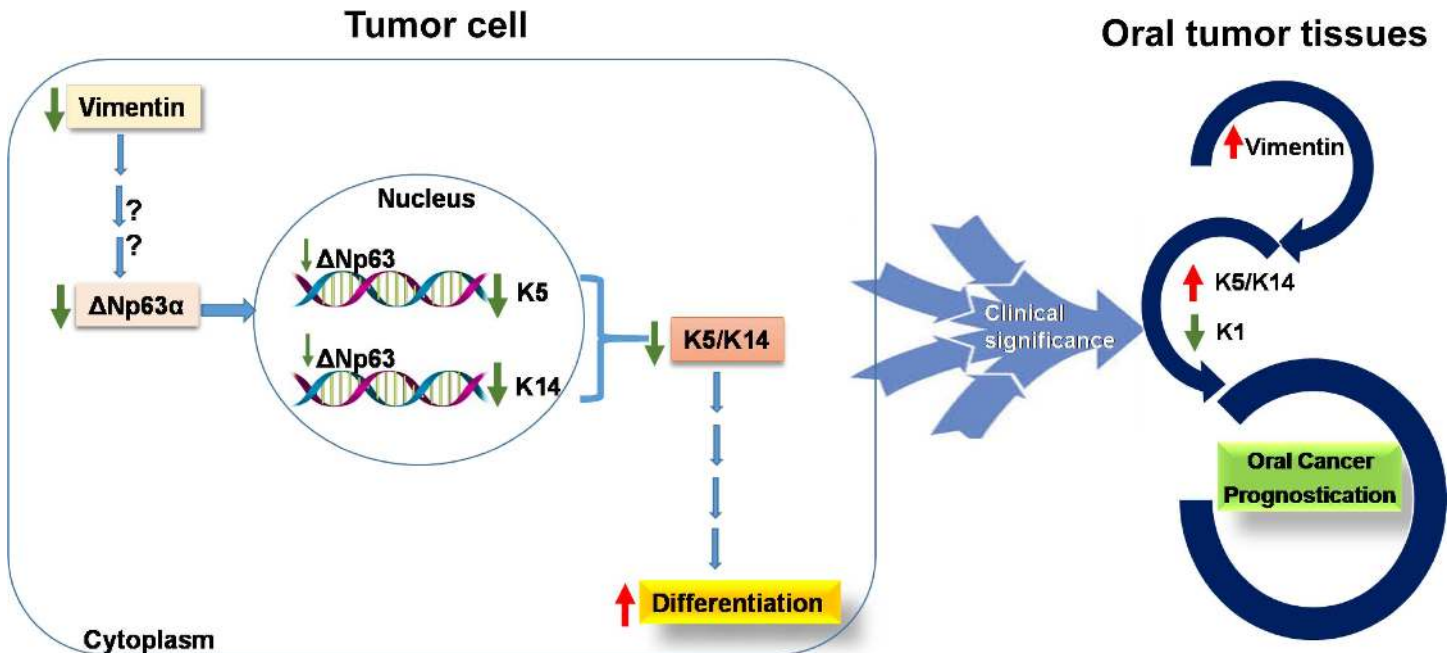 Tumor cell
Vimentin
?
?
ΔNp63α
Nucleus
ΔNp63
K5
ΔNp63
K14
K5/K14
Differentiation
Cytoplasm
Clinical
significance
Oral tumor tissues
Vimentin
K5/K14
K1
Oral Cancer
Prognostication